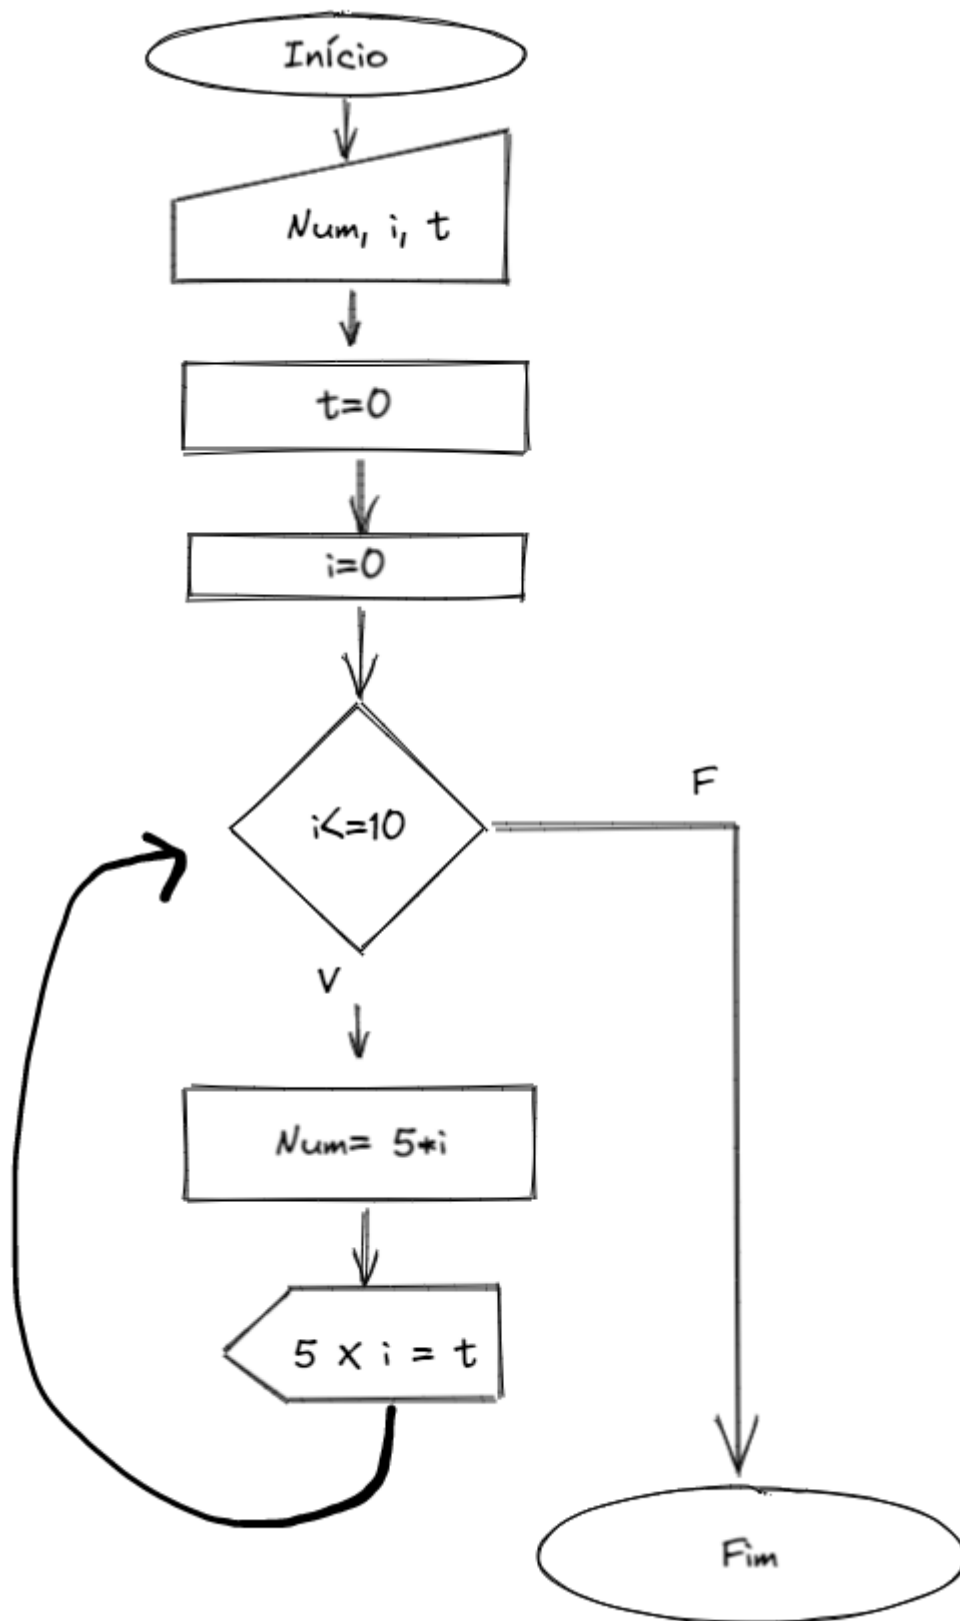 Início
Num, i, t
t=0
i=0
i<=10
F
V
Num= 5*i
5 x i = t
Fim